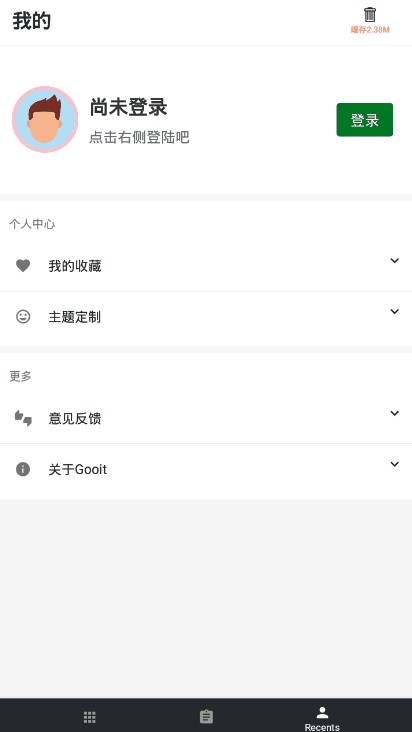 我的
缓存2.38M
尚未登录
点击右侧登陆吧
登录
个人中心
我的收藏
主题定制
更多
意见反馈
关于Gooit
Recents